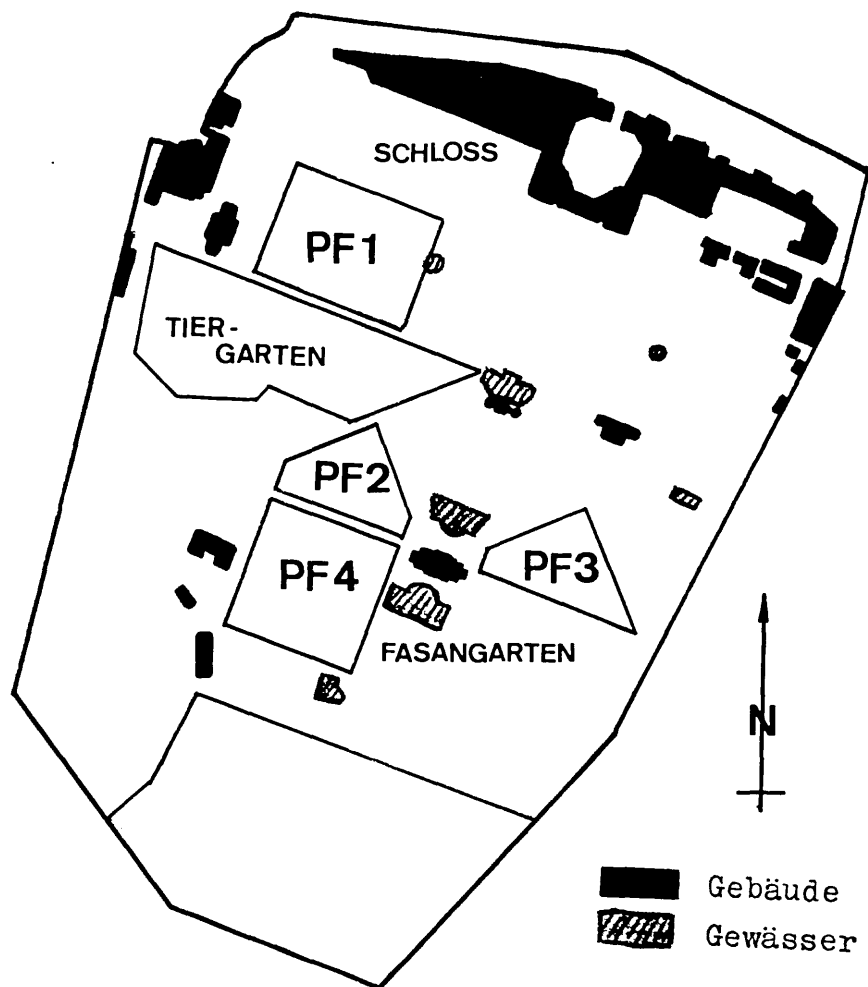 SCHLOSS
PF1
TIER-
GARTEN
PF2
PF4
PF3
FASANGARTEN
N
Gebäude
Gewässer